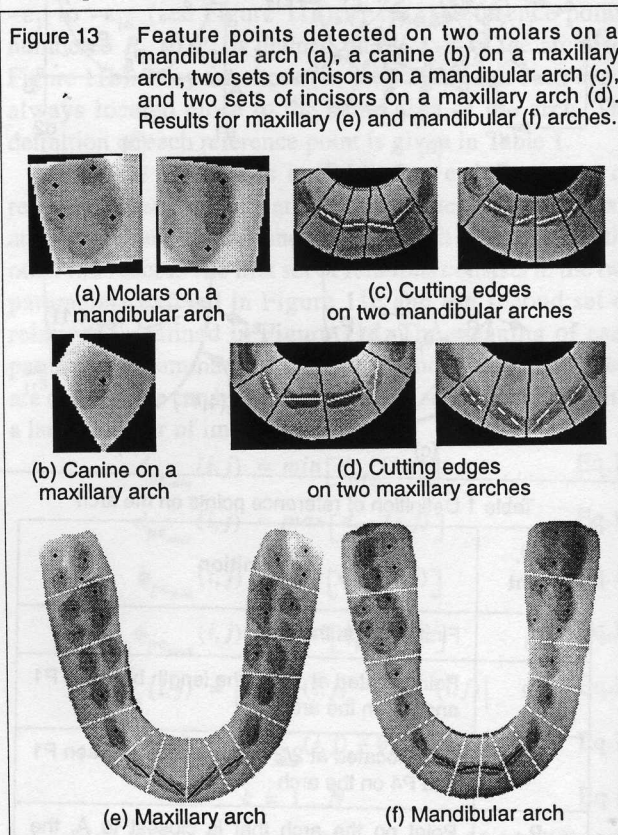 Figure 13 Feature points detected on two molars on a
mandibular arch (a), a canine (b) on a maxillary
arch, two sets of incisors on a mandibular arch (c),
and two sets of incisors on a maxillary arch (d).
Results for maxillary (e) and mandibular (f) arches.
(a) Molars on a
mandibular arch
(c) Cutting edges
on two mandibular arches
(b) Canine on a
maxillary arch
(d) Cutting edges
on two maxillary arches
(e) Maxillary arch
(f) Mandibular arch